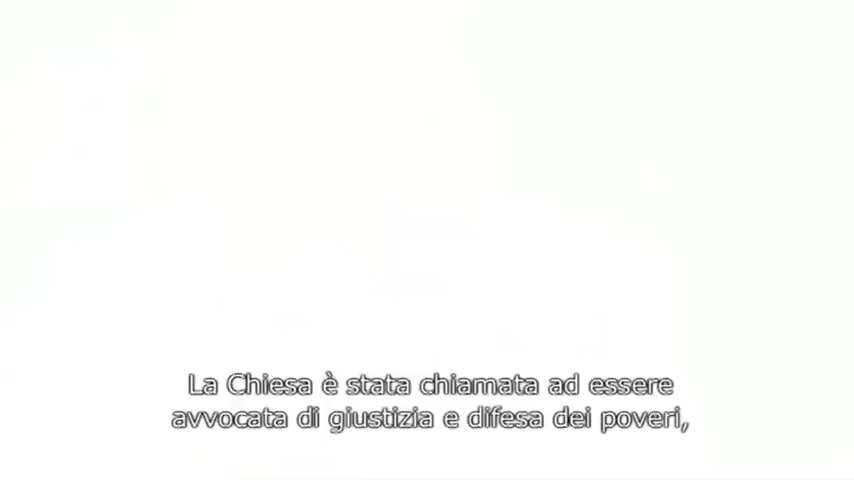 La Chiesa è stata chiamata ad essere
avvocata di giustizia e difesa dei poveri,